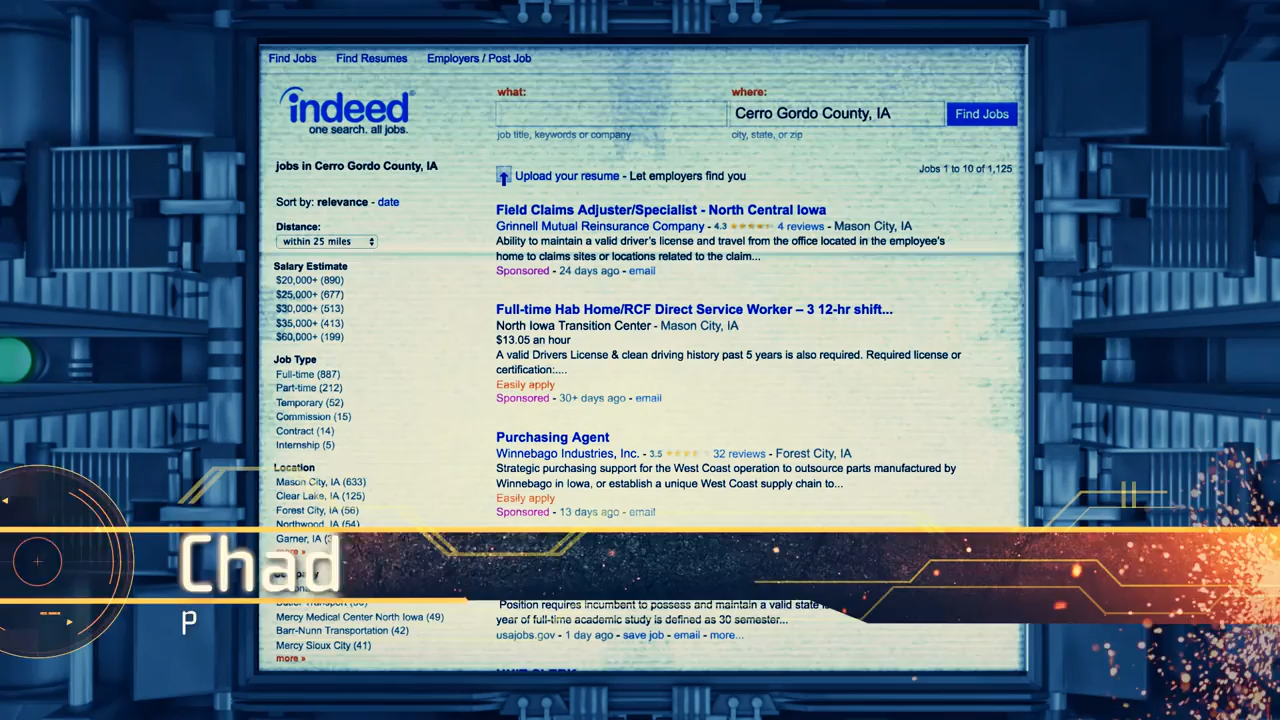 Find Jobs Find Resumes Employers / Post Job
indeed®
one search. all jobs.
what:
where:
Cerro Gordo County, IA
Find Jobs
job title, keywords or company
city, state, or zip
jobs in Cerro Gordo County, IA
Sort by: relevance - date
Distance:
within 25 miles
Salary Estimate
$20,000+ (890)
$25,000+ (677)
$30,000+ (513)
$35,000+ (413)
$60,000+ (199)
Job Type
Full-time (887)
Part-time (212)
Temporary (52)
Commission (15)
Contract (14)
Internship (5)
Location
Mason City, IA (633)
Clear Lake, IA (125)
Forest City, IA (56)
Northwood, IA (54)
Garner, IA
more »
Mercy Medical Center North Iowa (49)
Barr-Nunn Transportation (42)
Mercy Sioux City (41)
more »
Upload your resume - Let employers find you
Jobs 1 to 10 of 1,125
Field Claims Adjuster/Specialist - North Central Iowa
Grinnell Mutual Reinsurance Company - 4.3 4 reviews - Mason City, IA
Ability to maintain a valid driver's license and travel from the office located in the employee's
home to claims sites or locations related to the claim...
Sponsored - 24 days ago - email
Full-time Hab Home/RCF Direct Service Worker – 3 12-hr shift...
North Iowa Transition Center - Mason City, IA
$13.05 an hour
A valid Drivers License & clean driving history past 5 years is also required. Required license or
certification:....
Easily apply
Sponsored - 30+ days ago - email
Purchasing Agent
Winnebago Industries, Inc. - 3.5 32 reviews - Forest City, IA
Strategic purchasing support for the West Coast operation to outsource parts manufactured by
Winnebago in Iowa, or establish a unique West Coast supply chain to...
Easily apply
Sponsored - 13 days ago - email
Position requires incumbent to possess and maintain a valid state
year of full-time academic study is defined as 30 semester...
usajobs.gov - 1 day ago - save job - email - more...
Chad
P